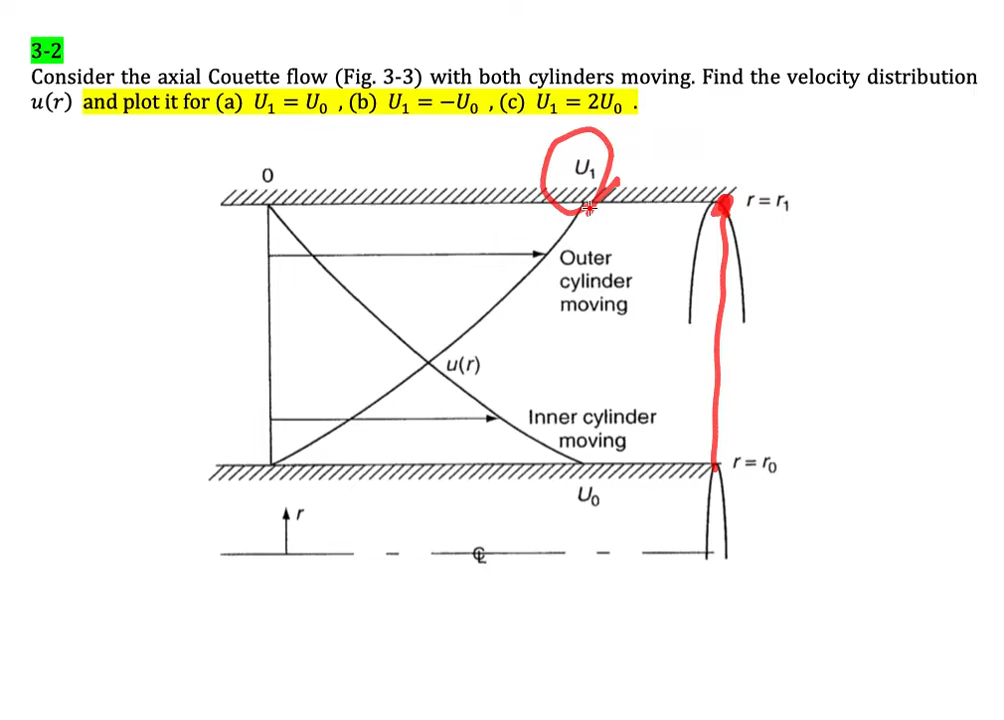 3-2
Consider the axial Couette flow (Fig. 3-3) with both cylinders moving. Find the velocity distribution
u(r) and plot it for (a) U₁ = U₀ , (b) U₁ = −U₀ , (c) U₁ = 2U₀ .
0
U₁
r = r₁
Outer
cylinder
moving
u(r)
Inner cylinder
moving
r = r₀
U₀
r
℄